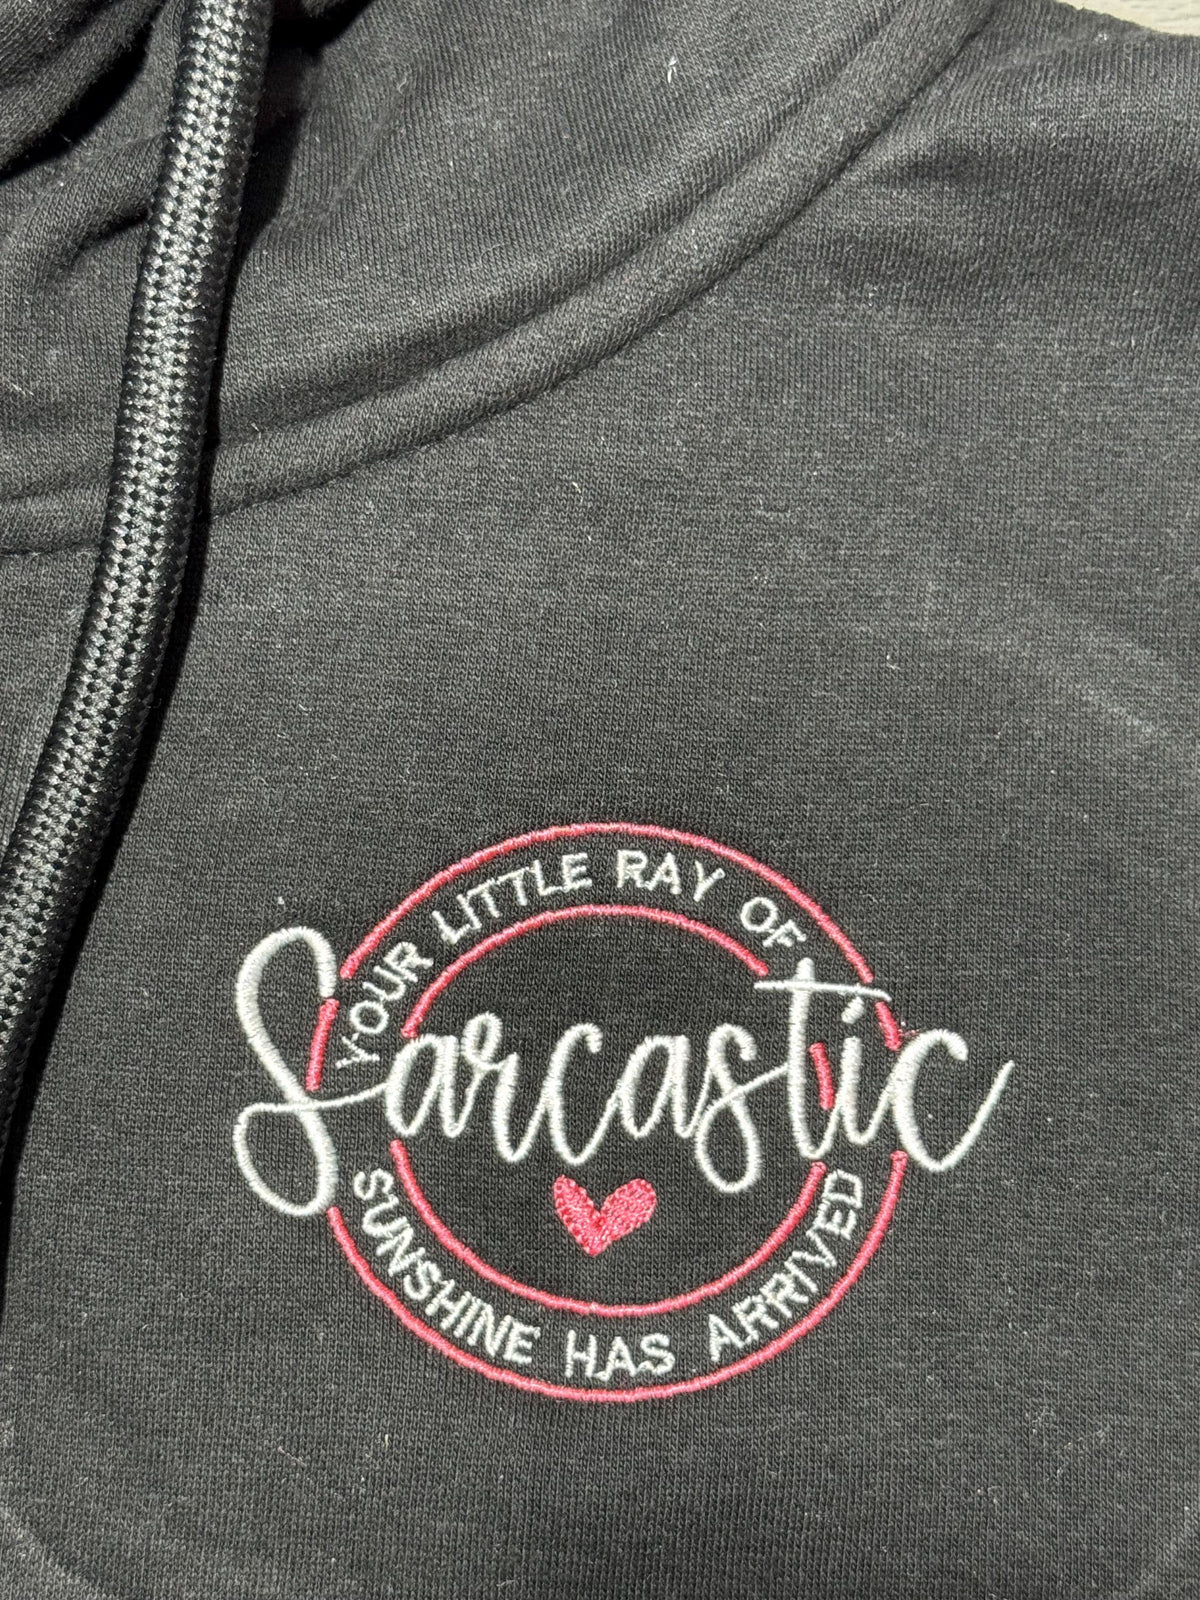 YOUR LITTLE RAY OF
Sarcastic
SUNSHINE HAS ARRIVED